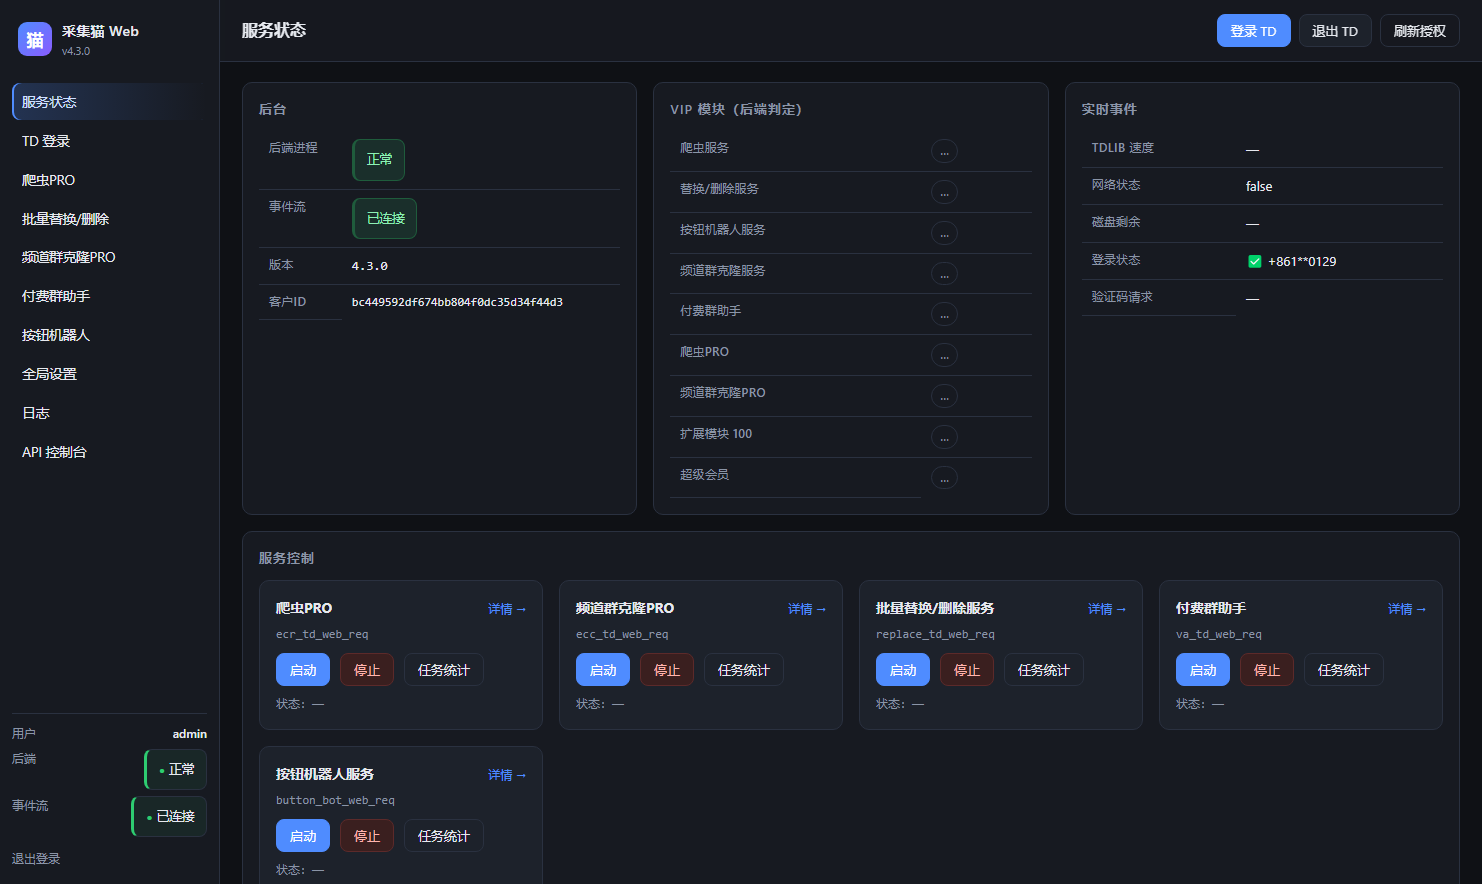 猫
采集猫 Web
v4.3.0
服务状态
TD 登录
爬虫PRO
批量替换/删除
频道群克隆PRO
付费群助手
按钮机器人
全局设置
日志
API 控制台
用户 admin
后端 • 正常
事件流 • 已连接
退出登录
服务状态
登录 TD 退出 TD 刷新授权
后台
后端进程 正常
事件流 已连接
版本 4.3.0
客户ID bc449592df674bb804f0dc35d34f44d3
VIP 模块（后端判定）
爬虫服务 ...
替换/删除服务 ...
按钮机器人服务 ...
频道群克隆服务 ...
付费群助手 ...
爬虫PRO ...
频道群克隆PRO ...
扩展模块 100 ...
超级会员 ...
实时事件
TDLIB 速度 —
网络状态 false
磁盘剩余 —
登录状态 ✅ +861**0129
验证码请求 —
服务控制
爬虫PRO 详情 →
ecr_td_web_req
启动 停止 任务统计
状态：—
频道群克隆PRO 详情 →
ecc_td_web_req
启动 停止 任务统计
状态：—
批量替换/删除服务 详情 →
replace_td_web_req
启动 停止 任务统计
状态：—
付费群助手 详情 →
va_td_web_req
启动 停止 任务统计
状态：—
按钮机器人服务 详情 →
button_bot_web_req
启动 停止 任务统计
状态：—